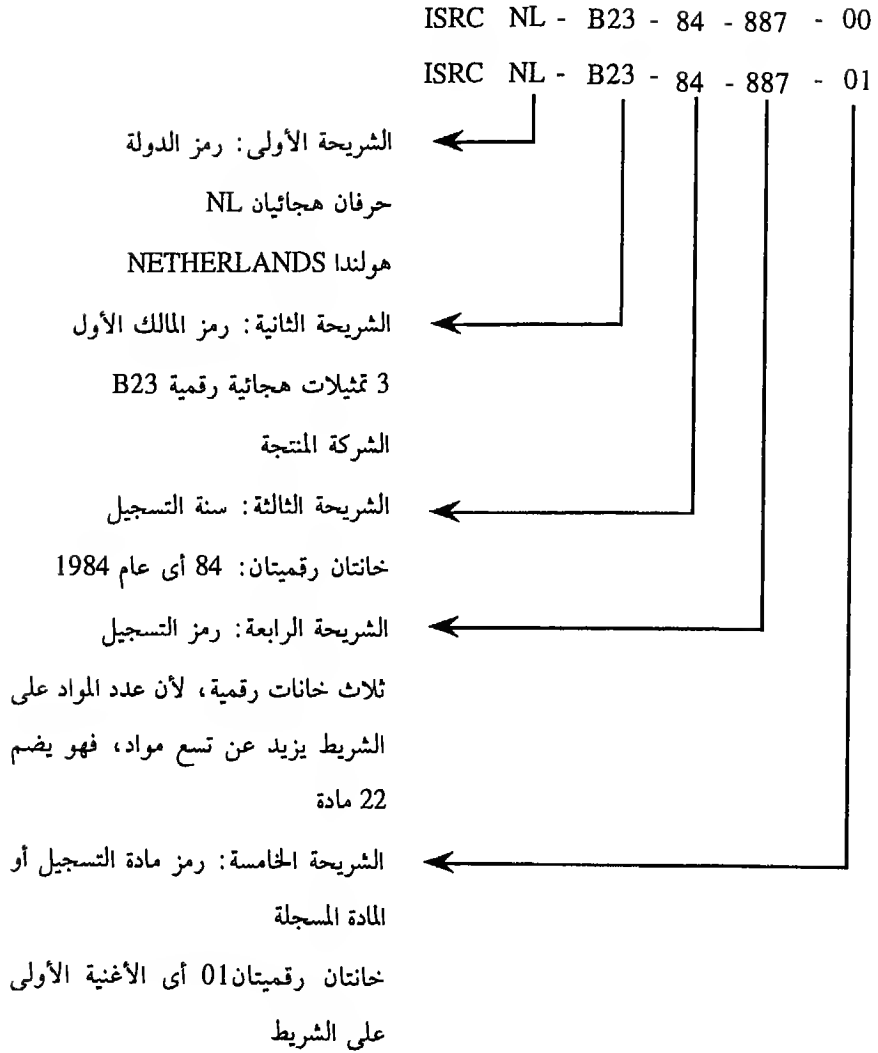 ISRC NL - B23 - 84 - 887 - 00
ISRC NL - B23 - 84 - 887 - 01
الشريحة الأولى: رمز الدولة
حرفان هجائيان NL
هولندا NETHERLANDS
الشريحة الثانية: رمز المالك الأول
3 تمثيلات هجائية رقمية B23
الشركة المنتجة
الشريحة الثالثة: سنة التسجيل
خانتان رقميتان: 84 أى عام 1984
الشريحة الرابعة: رمز التسجيل
ثلاث خانات رقمية، لأن عدد المواد على
الشريط يزيد عن تسع مواد، فهو يضم
22 مادة
الشريحة الخامسة: رمز مادة التسجيل أو
المادة المسجلة
خانتان رقميتان01 أى الأغنية الأولى
على الشريط